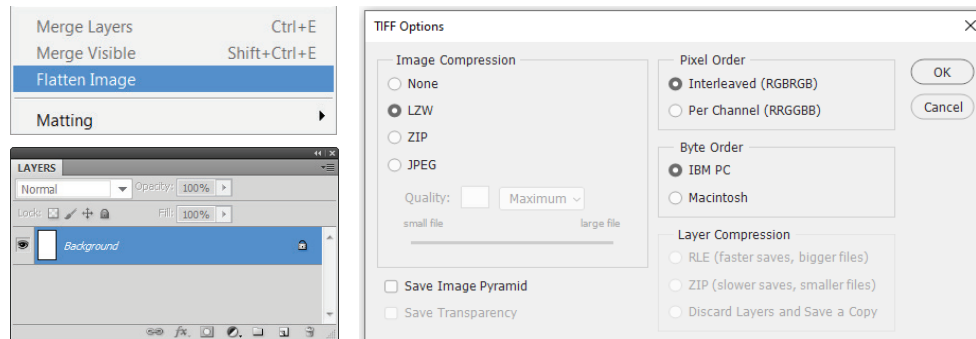 Merge Layers Ctrl+E
Merge Visible Shift+Ctrl+E
Flatten Image
Matting
LAYERS
Normal Opacity: 100%
Lock: Fill: 100%
Background
fx.
TIFF Options
Image Compression
None
LZW
ZIP
JPEG
Quality: Maximum
small file large file
Save Image Pyramid
Save Transparency
Pixel Order
Interleaved (RGBRGB)
Per Channel (RRGGBB)
Byte Order
IBM PC
Macintosh
Layer Compression
RLE (faster saves, bigger files)
ZIP (slower saves, smaller files)
Discard Layers and Save a Copy
OK
Cancel